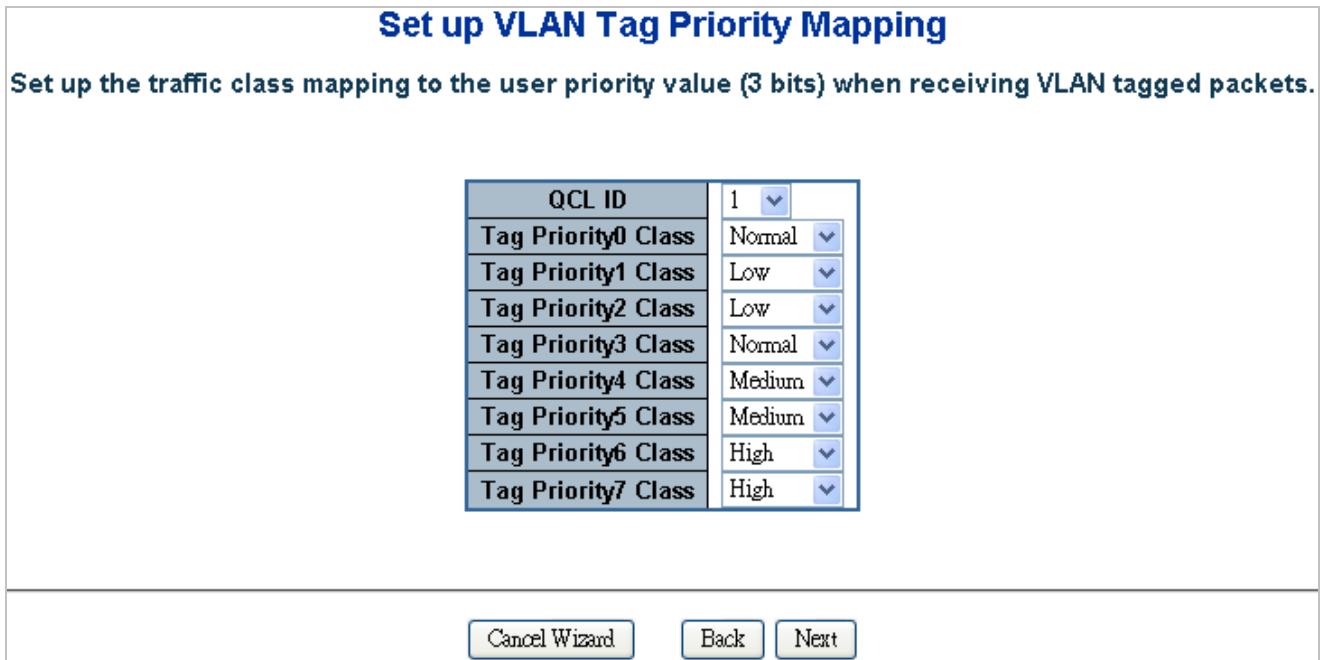 Set up VLAN Tag Priority Mapping
Set up the traffic class mapping to the user priority value (3 bits) when receiving VLAN tagged packets.
QCL ID 1
Tag Priority0 Class Normal
Tag Priority1 Class Low
Tag Priority2 Class Low
Tag Priority3 Class Normal
Tag Priority4 Class Medium
Tag Priority5 Class Medium
Tag Priority6 Class High
Tag Priority7 Class High
Cancel Wizard Back Next